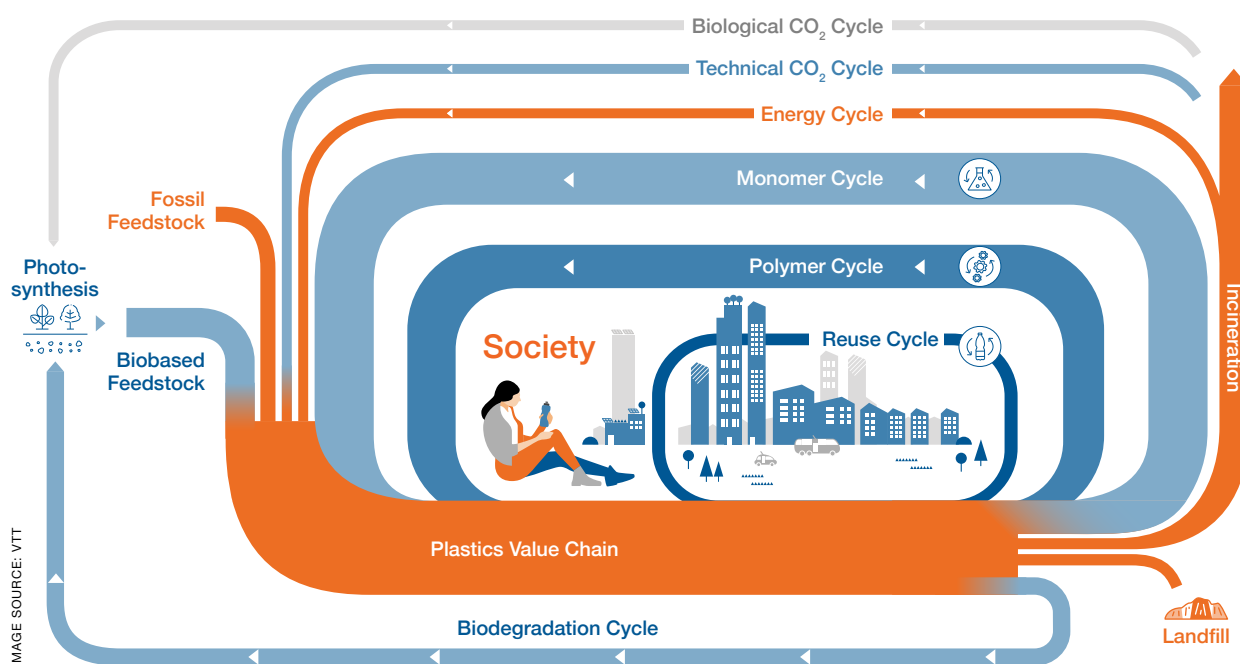 Biological CO₂ Cycle
Technical CO₂ Cycle
Energy Cycle
Monomer Cycle
Fossil
Feedstock
Polymer Cycle
Photo-
synthesis
Incineration
Society
Reuse Cycle
Biobased
Feedstock
Plastics Value Chain
Biodegradation Cycle
Landfill
MAGE SOURCE: VTT